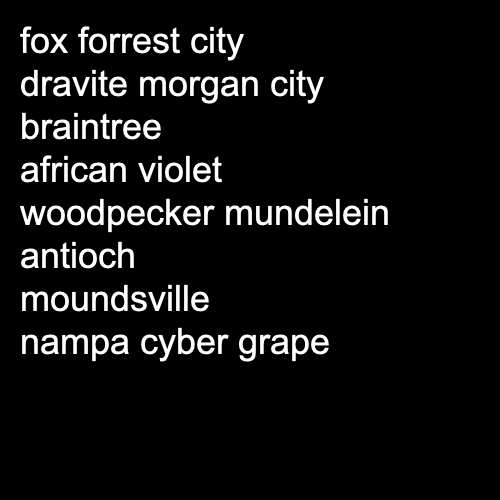 fox forrest city
dravite morgan city
braintree
african violet
woodpecker mundelein
antioch
moundsville
nampa cyber grape